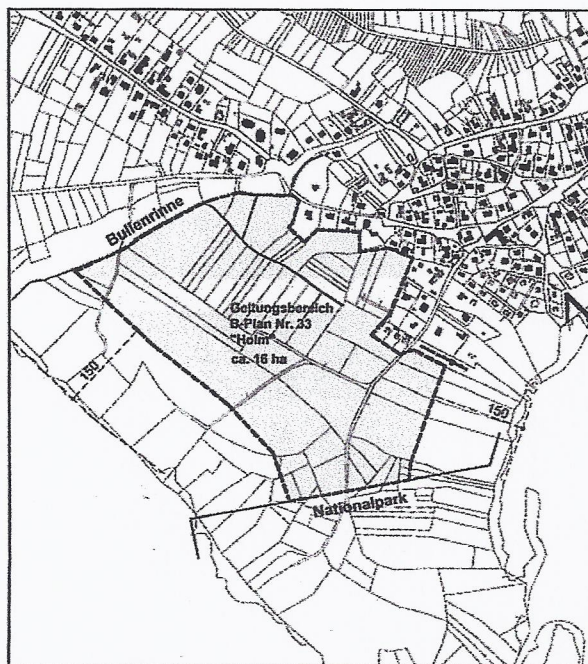 Bullenrinne
Geltungsbereich
B-Plan Nr. 33
"Holm"
ca. 16 ha
150
150
Nationalpark